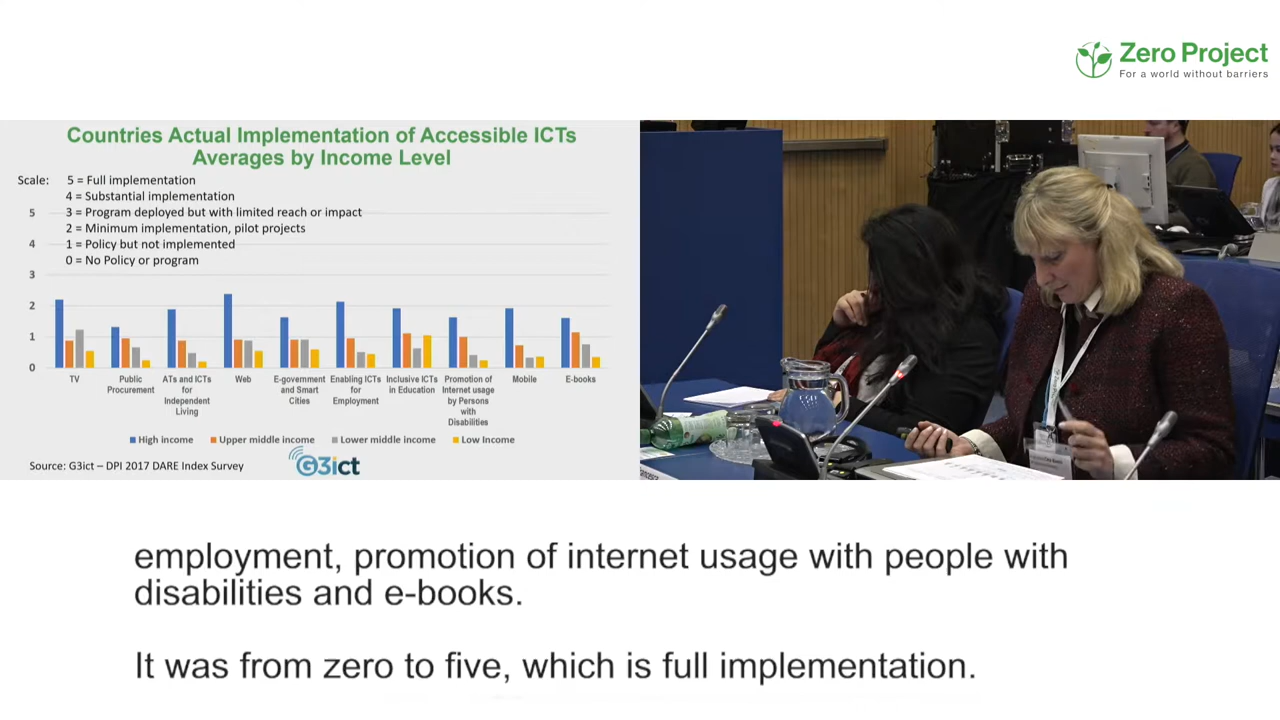 Zero Project
For a world without barriers
Countries Actual Implementation of Accessible ICTs
Averages by Income Level
Scale: 5 = Full implementation
4 = Substantial implementation
3 = Program deployed but with limited reach or impact
2 = Minimum implementation, pilot projects
1 = Policy but not implemented
0 = No Policy or program
5
4
3
2
1
0
TV
Public
Procurement
ATs and ICTs
for
Independent
Living
Web
E-government
and Smart
Cities
Enabling ICTs
for
Employment
Inclusive ICTs
in Education
Promotion of
Internet usage
by Persons
with
Disabilities
Mobile
E-books
High income Upper middle income Lower middle income Low Income
Source: G3ict – DPI 2017 DARE Index Survey
G3ict
employment, promotion of internet usage with people with
disabilities and e-books.
It was from zero to five, which is full implementation.